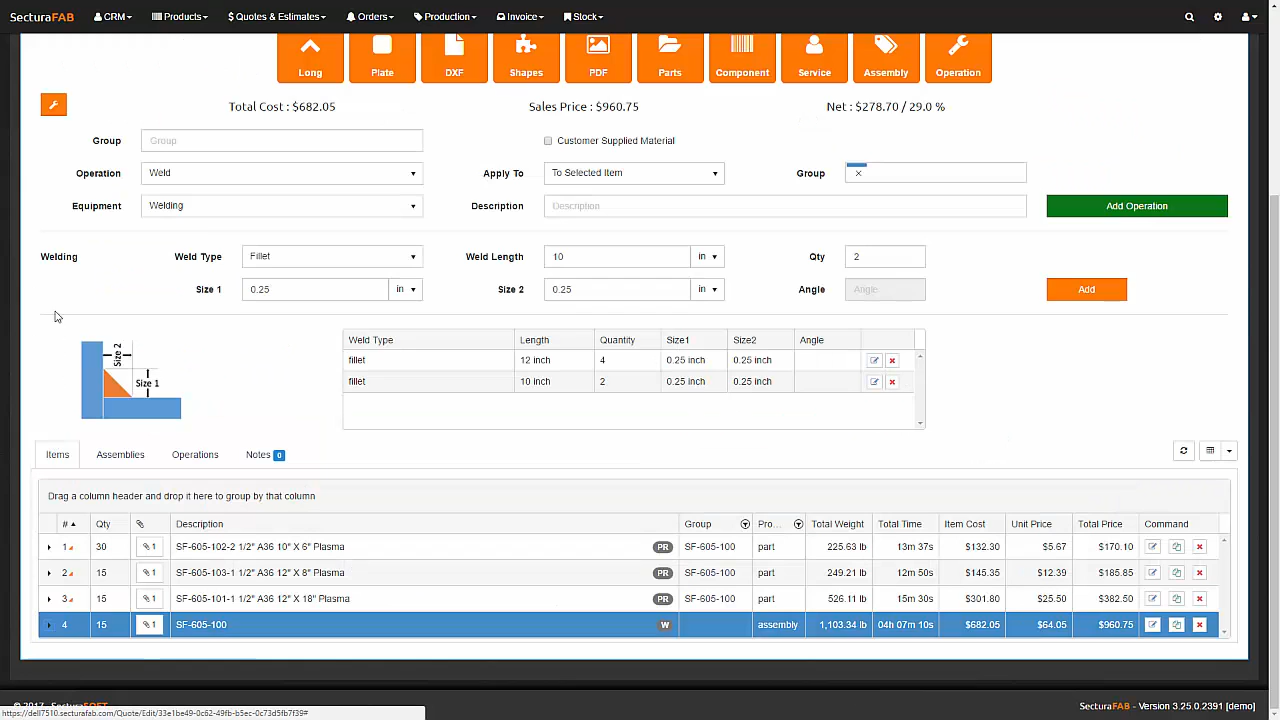 SecturaFAB CRM Products Quotes & Estimates Orders Production Invoice Stock
Long Plate DXF Shapes PDF Parts Component Service Assembly Operation
Total Cost : $682.05 Sales Price : $960.75 Net : $278.70 / 29.0 %
Group Group Customer Supplied Material
Operation Weld Apply To To Selected Item Group ×
Equipment Welding Description Description Add Operation
Welding Weld Type Fillet Weld Length 10 in Qty 2
Size 1 0.25 in Size 2 0.25 in Angle Angle Add
Weld Type Length Quantity Size1 Size2 Angle
fillet 12 inch 4 0.25 inch 0.25 inch
fillet 10 inch 2 0.25 inch 0.25 inch
Size 2
Size 1
Items Assemblies Operations Notes 0
Drag a column header and drop it here to group by that column
# Qty Description Group Pro... Total Weight Total Time Item Cost Unit Price Total Price Command
1 30 1 SF-605-102-2 1/2" A36 10" X 6" Plasma PR SF-605-100 part 225.63 lb 13m 37s $132.30 $5.67 $170.10
2 15 1 SF-605-103-1 1/2" A36 12" X 8" Plasma PR SF-605-100 part 249.21 lb 12m 50s $145.35 $12.39 $185.85
3 15 1 SF-605-101-1 1/2" A36 12" X 18" Plasma PR SF-605-100 part 526.11 lb 15m 30s $301.80 $25.50 $382.50
4 15 1 SF-605-100 W assembly 1,103.34 lb 04h 07m 10s $682.05 $64.05 $960.75
© 2017 - SecturaSOFT SecturaFAB - Version 3.25.0.2391 [demo]
https://dell7510.securafab.com/Quote/Edit/33e1be49-0c62-49fb-b5ec-0c73d5fb7f39#